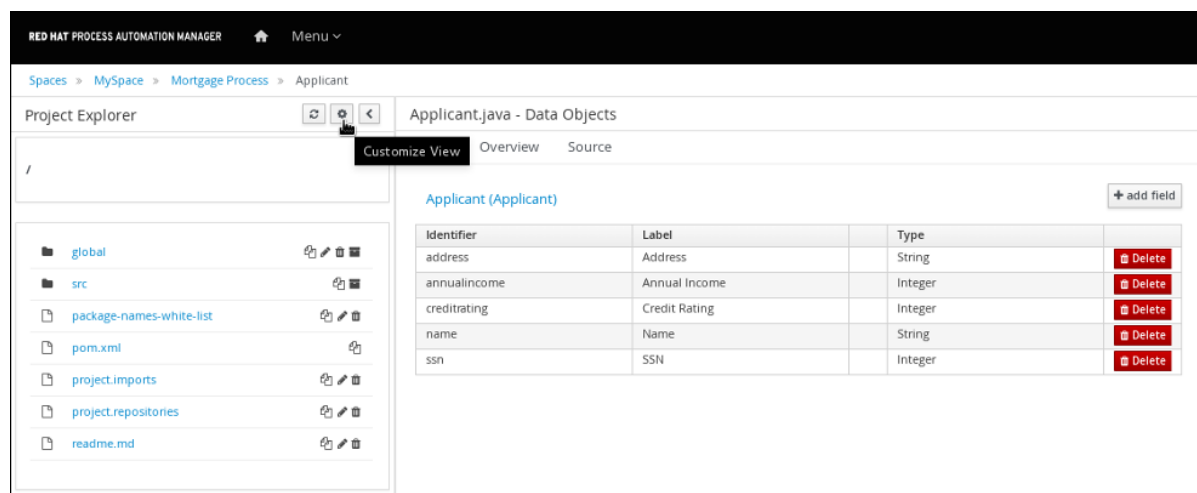 RED HAT PROCESS AUTOMATION MANAGER Menu
Spaces » MySpace » Mortgage Process » Applicant
Project Explorer
Customize View
/
global
src
package-names-white-list
pom.xml
project.imports
project.repositories
readme.md
Applicant.java - Data Objects
Overview Source
Applicant (Applicant)
+ add field
Identifier Label Type
address Address String Delete
annualincome Annual Income Integer Delete
creditrating Credit Rating Integer Delete
name Name String Delete
ssn SSN Integer Delete